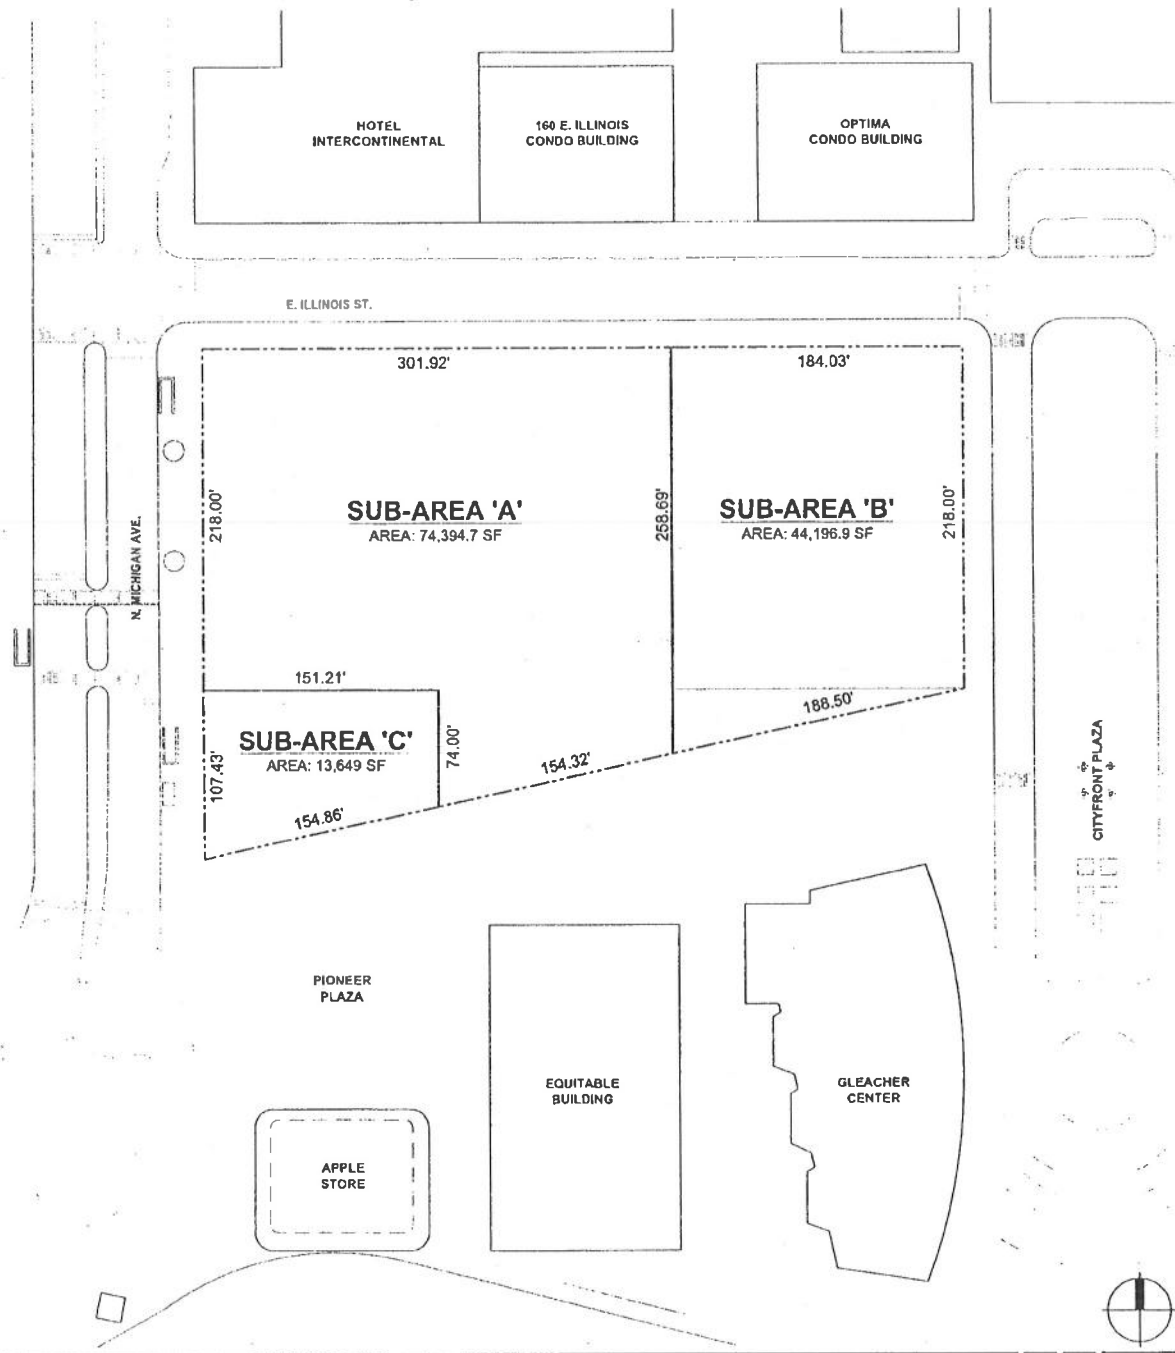 HOTEL
INTERCONTINENTAL
160 E. ILLINOIS
CONDO BUILDING
OPTIMA
CONDO BUILDING
E. ILLINOIS ST.
301.92'
184.03'
218.00'
SUB-AREA 'A'
AREA: 74,394.7 SF
258.69'
SUB-AREA 'B'
AREA: 44,196.9 SF
218.00'
N. MICHIGAN AVE.
151.21'
SUB-AREA 'C'
AREA: 13,649 SF
107.43'
74.00'
154.86'
154.32'
188.50'
CITYFRONT PLAZA
PIONEER
PLAZA
EQUITABLE
BUILDING
GLEACHER
CENTER
APPLE
STORE